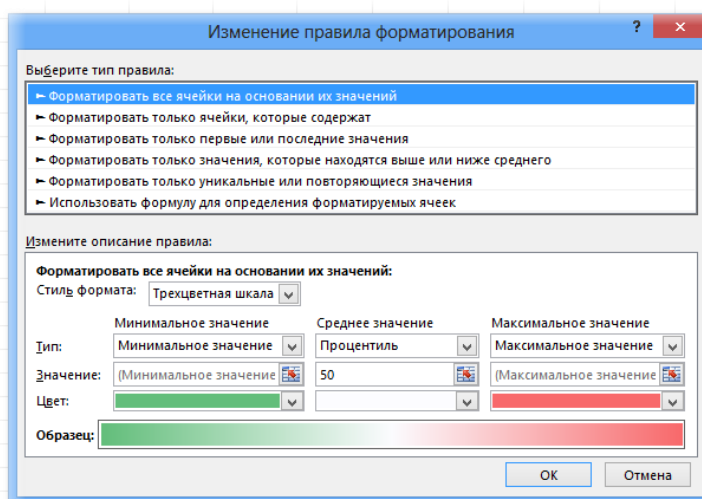 Изменение правила форматирования
Выберите тип правила:
► Форматировать все ячейки на основании их значений
► Форматировать только ячейки, которые содержат
► Форматировать только первые или последние значения
► Форматировать только значения, которые находятся выше или ниже среднего
► Форматировать только уникальные или повторяющиеся значения
► Использовать формулу для определения форматируемых ячеек
Измените описание правила:
Форматировать все ячейки на основании их значений:
Стиль формата: Трехцветная шкала
Минимальное значение Среднее значение Максимальное значение
Тип: Минимальное значение Процентиль Максимальное значение
Значение: (Минимальное значение 50 (Максимальное значение
Цвет:
Образец:
ОК Отмена